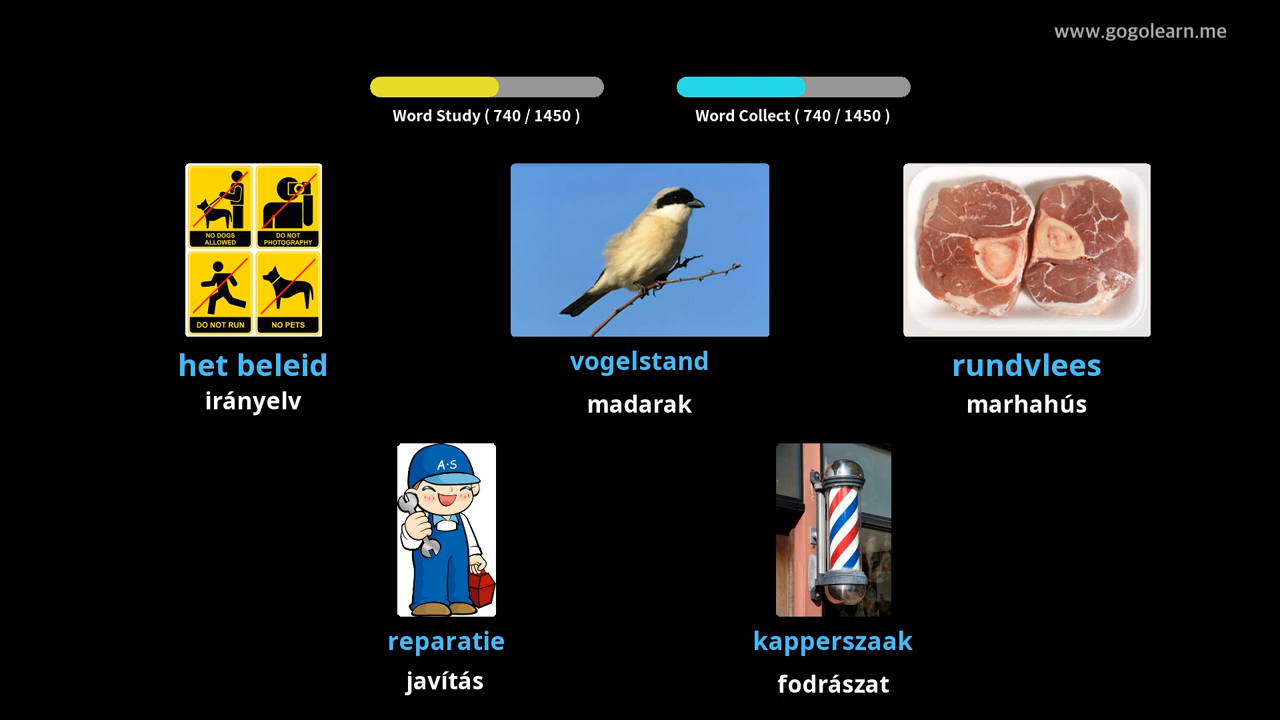 www.gogolearn.me
Word Study ( 740 / 1450 )
Word Collect ( 740 / 1450 )
NO DOGS
ALLOWED
DO NOT
PHOTOGRAPHY
DO NOT RUN
NO PETS
het beleid
irányelv
vogelstand
madarak
rundvlees
marhahús
A·S
reparatie
javítás
kapperszaak
fodrászat